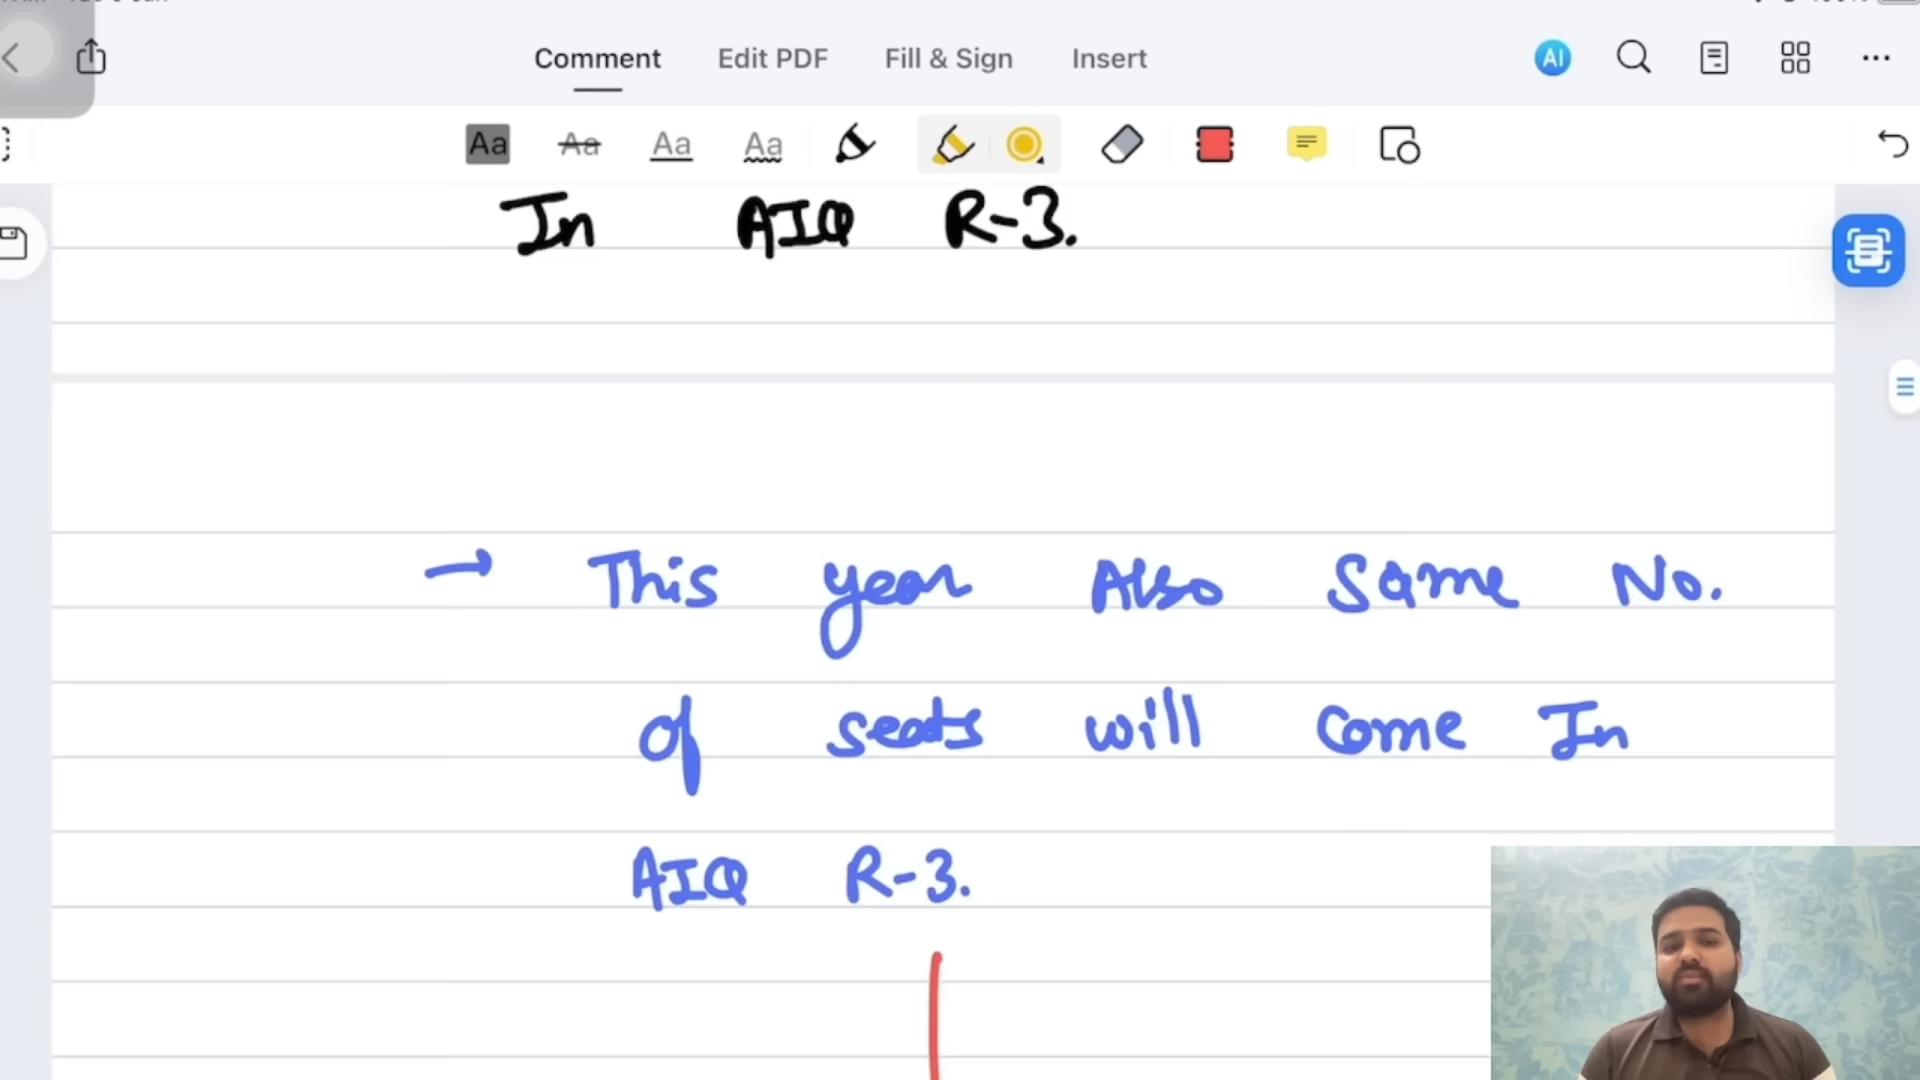 Comment Edit PDF Fill & Sign Insert AI
Aa Aa Aa Aa
In AIQ R-3.
→ This year Also Same No.
of seats will come In
AIQ R-3.